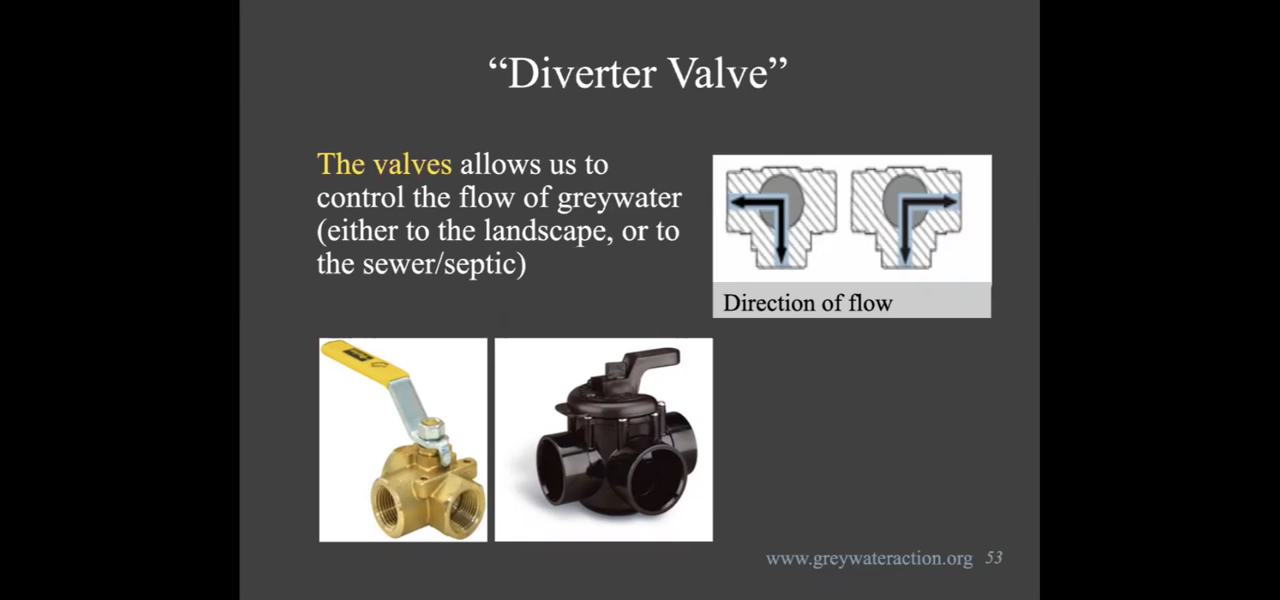 “Diverter Valve”
The valves allows us to
control the flow of greywater
(either to the landscape, or to
the sewer/septic)
Direction of flow
www.greywateraction.org 53